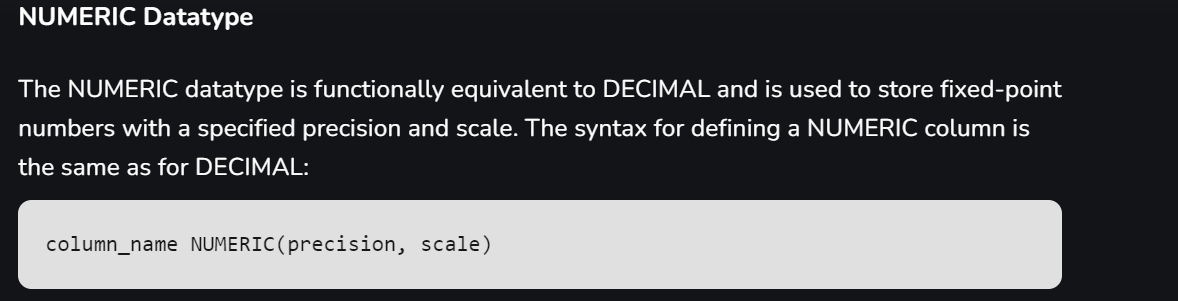 NUMERIC Datatype
The NUMERIC datatype is functionally equivalent to DECIMAL and is used to store fixed-point
numbers with a specified precision and scale. The syntax for defining a NUMERIC column is
the same as for DECIMAL:
column_name NUMERIC(precision, scale)